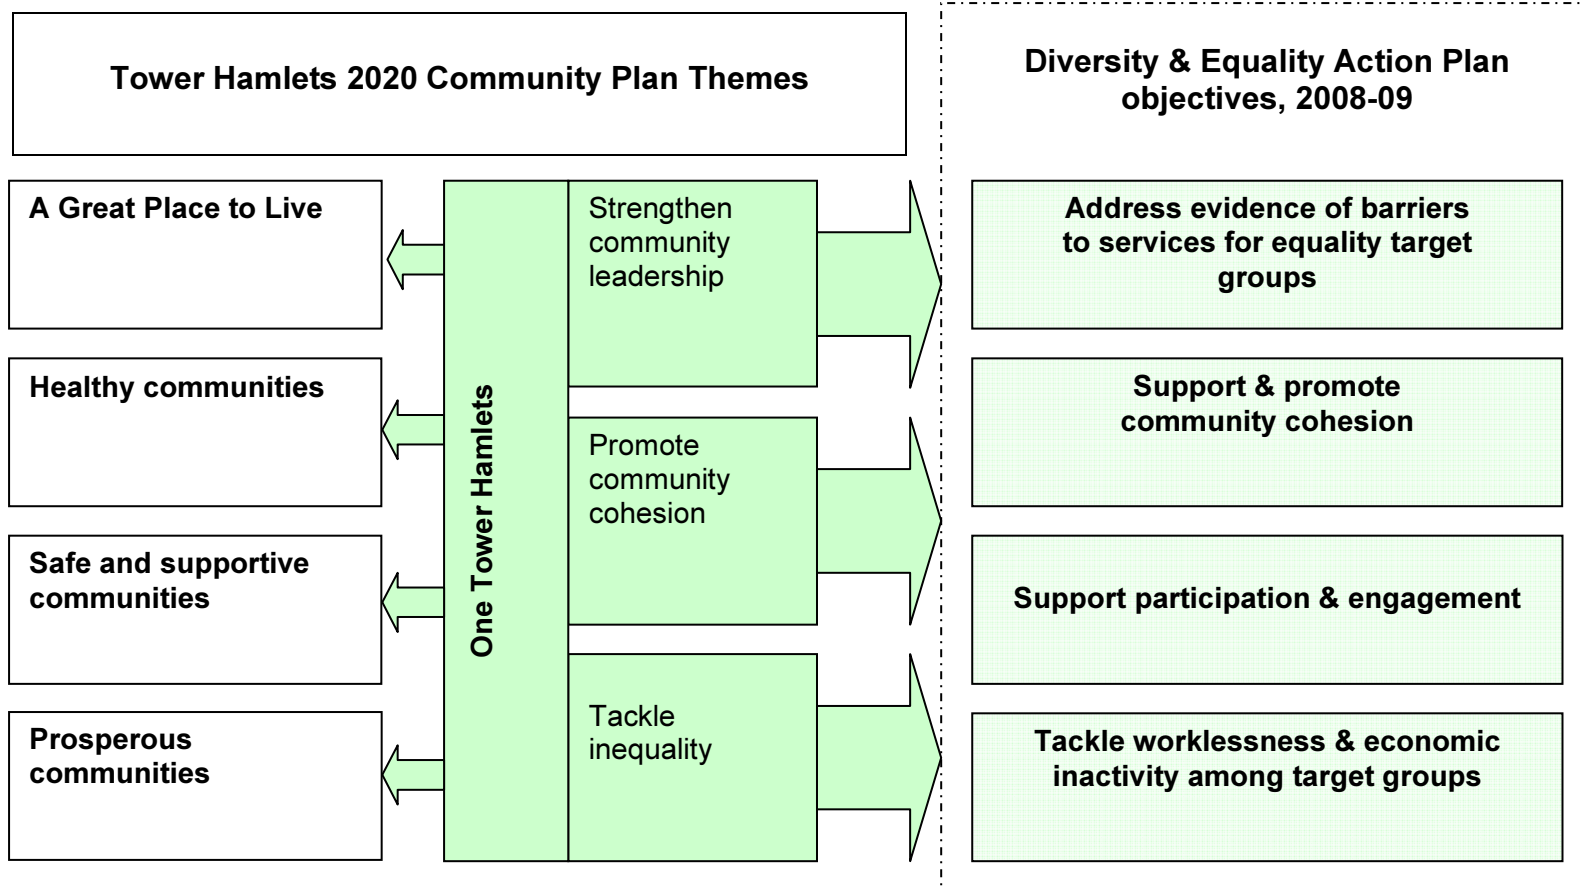 Tower Hamlets 2020 Community Plan Themes
Diversity & Equality Action Plan
objectives, 2008-09
A Great Place to Live
Healthy communities
Safe and supportive
communities
Prosperous
communities
One Tower Hamlets
Strengthen
community
leadership
Promote
community
cohesion
Tackle
inequality
Address evidence of barriers
to services for equality target
groups
Support & promote
community cohesion
Support participation & engagement
Tackle worklessness & economic
inactivity among target groups